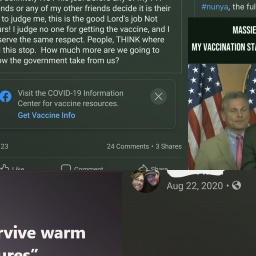 nds or any of my other friends decide it is their
to judge me, this is the good Lord's job Not
urs! I judge no one for getting the vaccine, and I
serve the same respect. People, THINK where
this stop. How much more are we going to
ow the government take from us?
Visit the COVID-19 Information
Center for vaccine resources.
Get Vaccine Info
23
24 Comments • 3 Shares
Like
Comment
Share
#nunya, the ful
MASSIE
MY VACCINATION STA
Aug 22, 2020 •
rvive warm
ures"